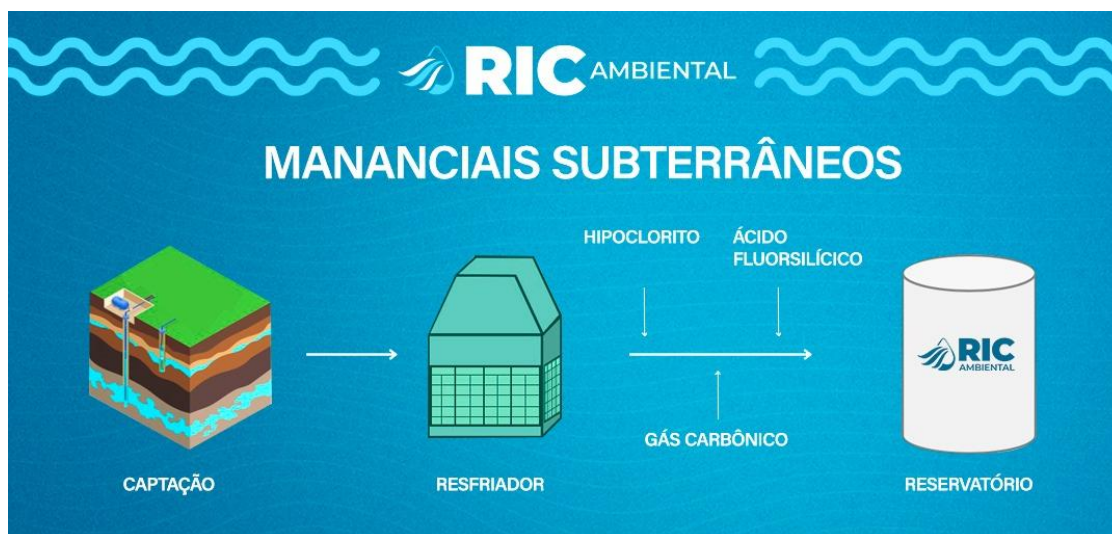 RIC AMBIENTAL
MANANCIAIS SUBTERRÂNEOS
HIPOCLORITO
ÁCIDO
FLUORSILÍCICO
RIC
AMBIENTAL
GÁS CARBÔNICO
CAPTAÇÃO
RESFRIADOR
RESERVATÓRIO